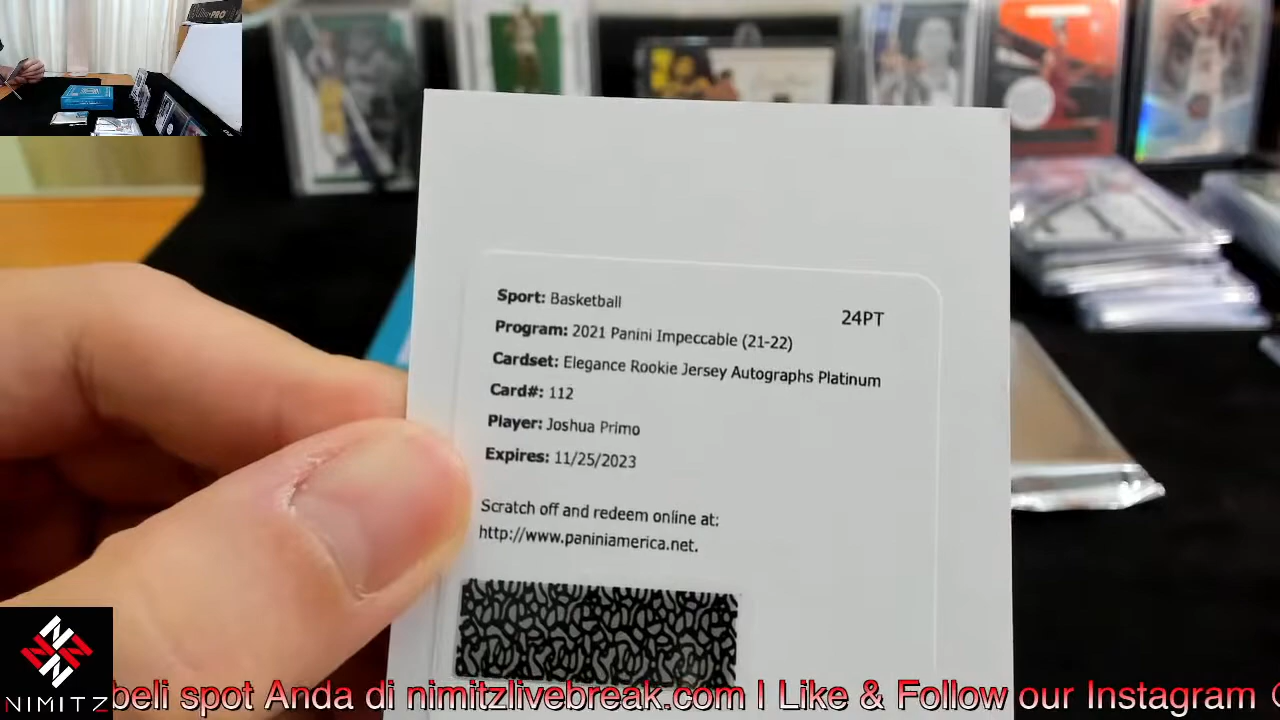 Sport: Basketball
24PT
Program: 2021 Panini Impeccable (21-22)
Cardset: Elegance Rookie Jersey Autographs Platinum
Card#: 112
Player: Joshua Primo
Expires: 11/25/2023
Scratch off and redeem online at:
http://www.paniniamerica.net.
NIMITZ
beli spot Anda di nimitzlivebreak.com I Like & Follow our Instagram